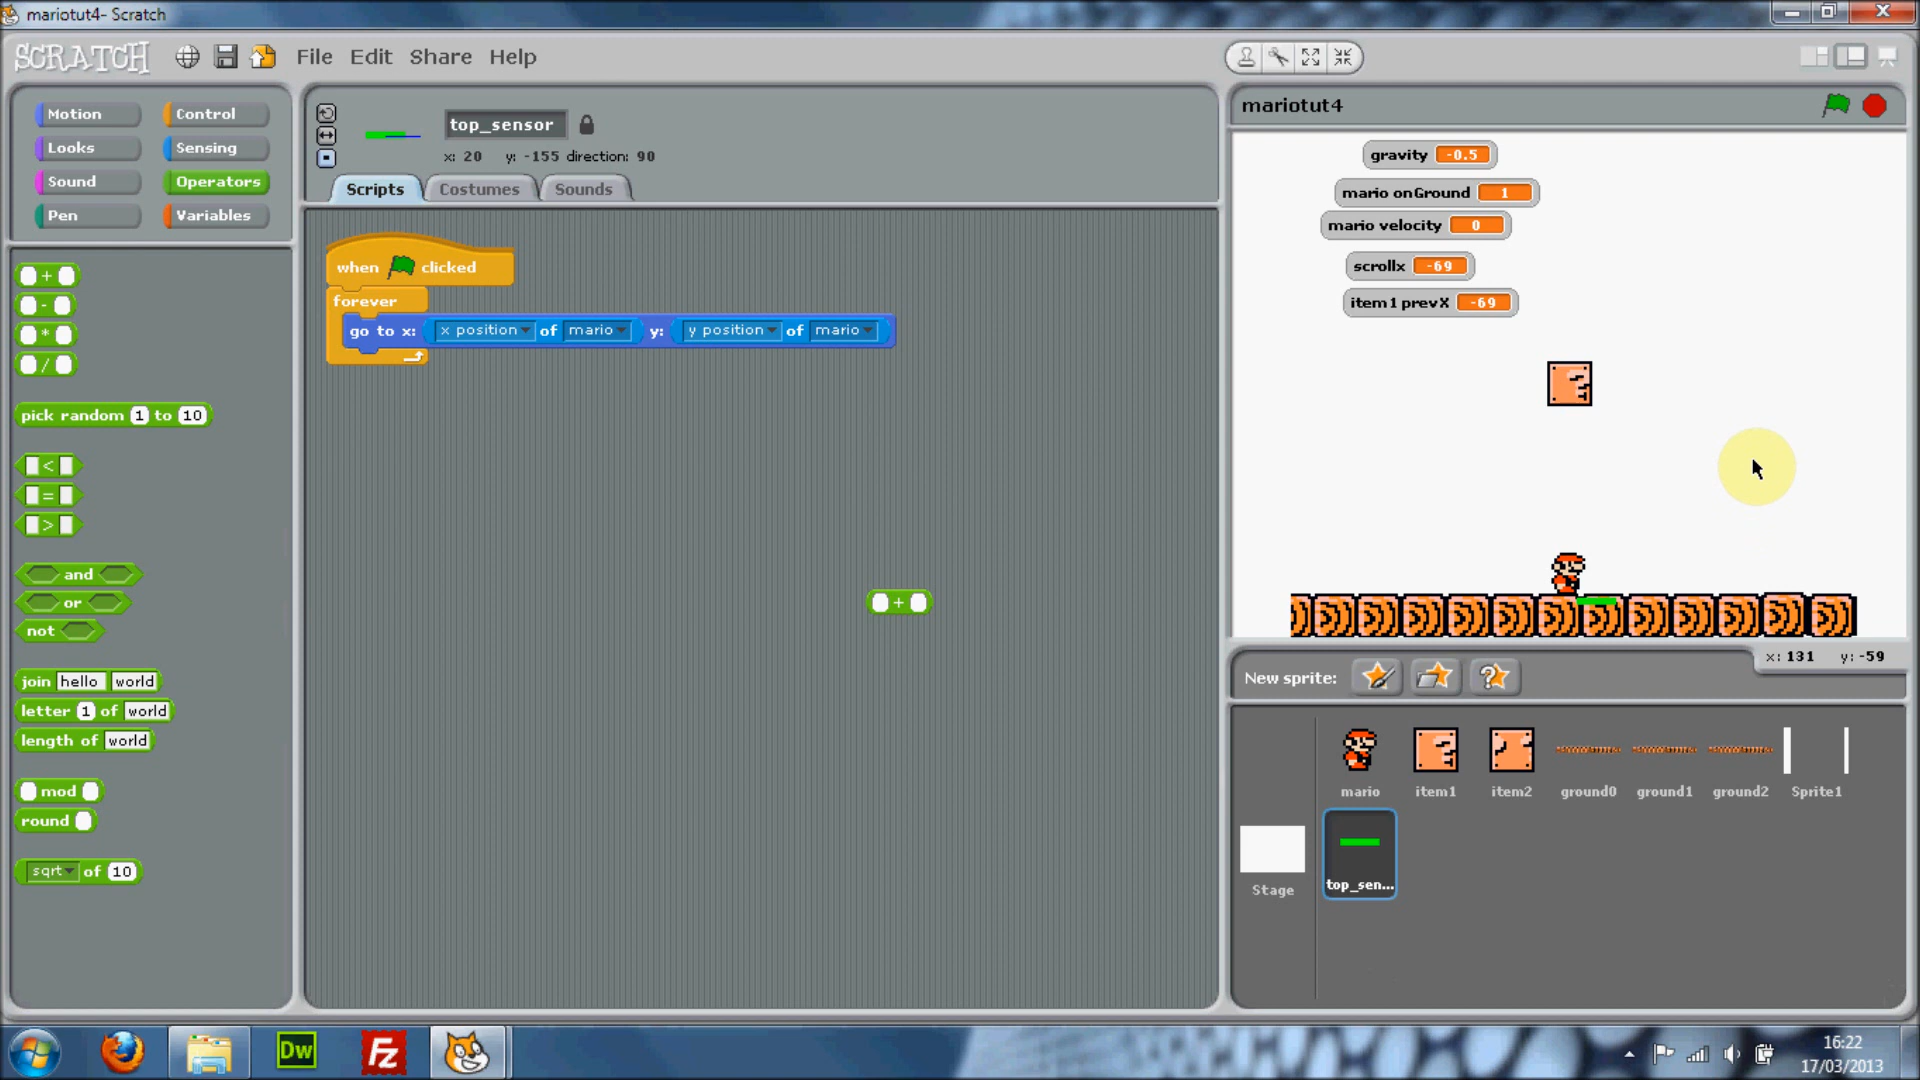 mariotut4- Scratch
SCRATCH File Edit Share Help
Motion Control
Looks Sensing
Sound Operators
Pen Variables
+
-
*
/
pick random 1 to 10
<
=
>
and
or
not
join hello world
letter 1 of world
length of world
mod
round
sqrt of 10
top_sensor
x: 20 y: -155 direction: 90
Scripts Costumes Sounds
when clicked
forever
go to x: x position of mario y: y position of mario
+
mariotut4
gravity -0.5
mario onGround 1
mario velocity 0
scrollx -69
item1 prevX -69
x: 131 y: -59
New sprite:
mario item1 item2 ground0 ground1 ground2 Sprite1
Stage
top_sen...
Dw
Fz
16:22
17/03/2013